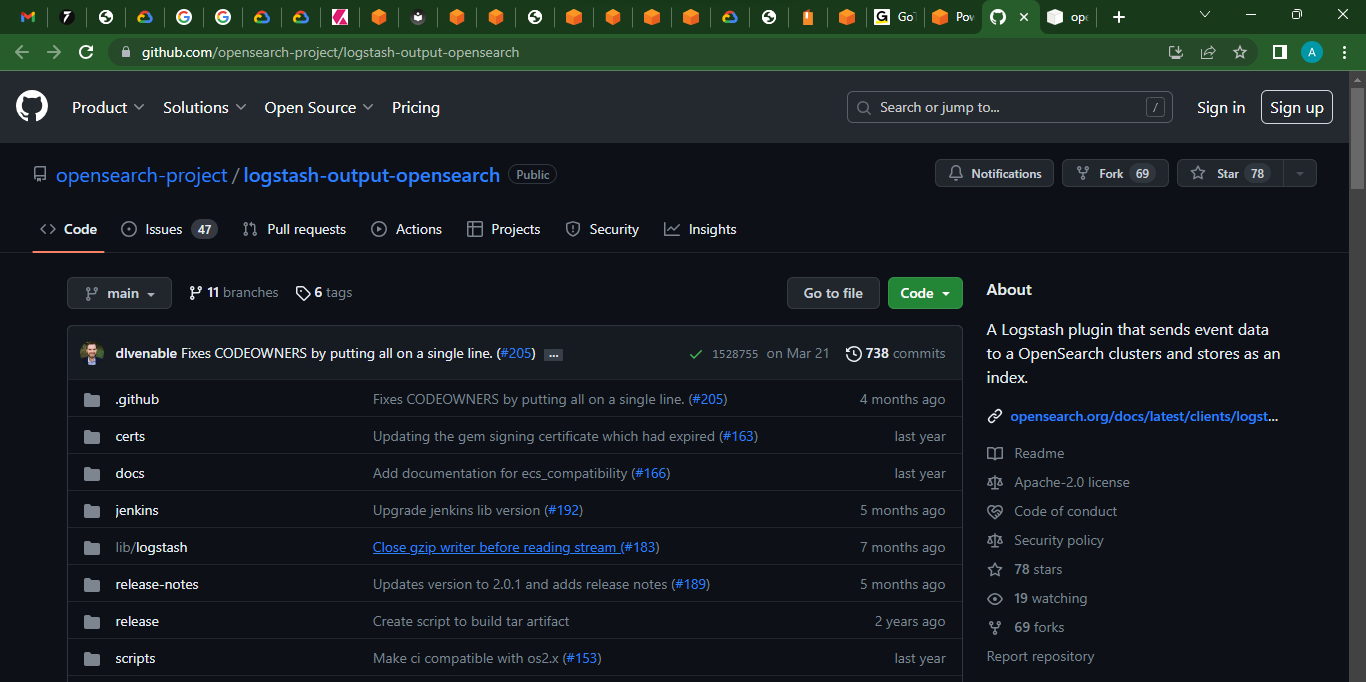 7
G
GoT
Pow
ope
github.com/opensearch-project/logstash-output-opensearch
A
Product Solutions Open Source Pricing
Search or jump to... /
Sign in Sign up
opensearch-project / logstash-output-opensearch Public
Notifications Fork 69 Star 78
Code Issues 47 Pull requests Actions Projects Security Insights
main 11 branches 6 tags Go to file Code
dlvenable Fixes CODEOWNERS by putting all on a single line. (#205) ... 1528755 on Mar 21 738 commits
.github Fixes CODEOWNERS by putting all on a single line. (#205) 4 months ago
certs Updating the gem signing certificate which had expired (#163) last year
docs Add documentation for ecs_compatibility (#166) last year
jenkins Upgrade jenkins lib version (#192) 5 months ago
lib/logstash Close gzip writer before reading stream (#183) 7 months ago
release-notes Updates version to 2.0.1 and adds release notes (#189) 5 months ago
release Create script to build tar artifact 2 years ago
scripts Make ci compatible with os2.x (#153) last year
About
A Logstash plugin that sends event data
to a OpenSearch clusters and stores as an
index.
opensearch.org/docs/latest/clients/logst...
Readme
Apache-2.0 license
Code of conduct
Security policy
78 stars
19 watching
69 forks
Report repository